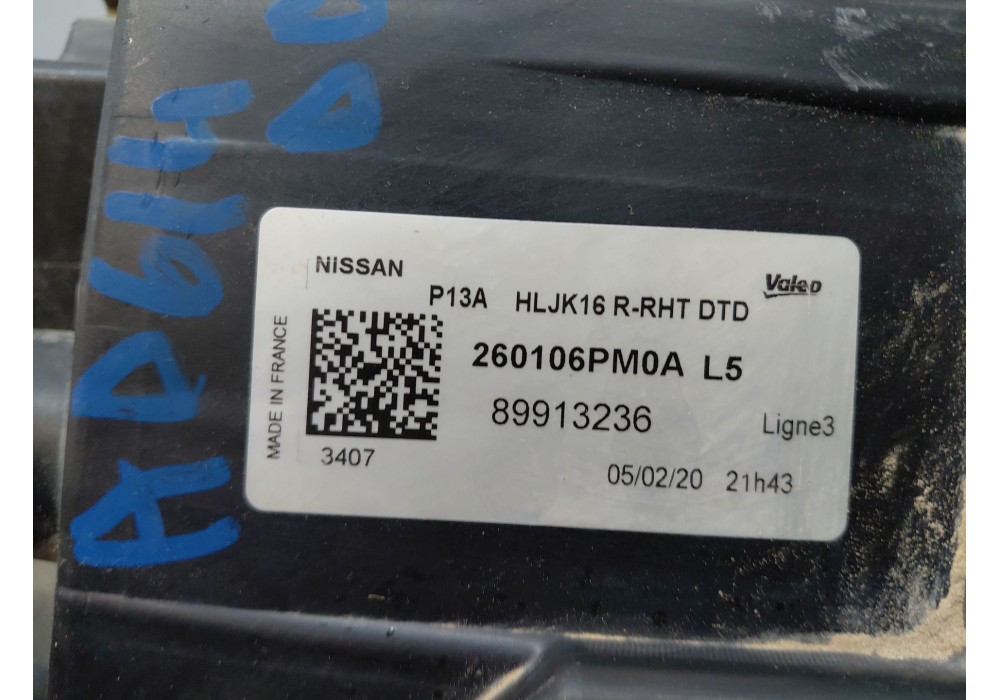 NISSAN
Valeo
P13A HLJK16 R-RHT DTD
260106PM0A L5
89913236
Ligne3
MADE IN FRANCE
3407
05/02/20 21h43